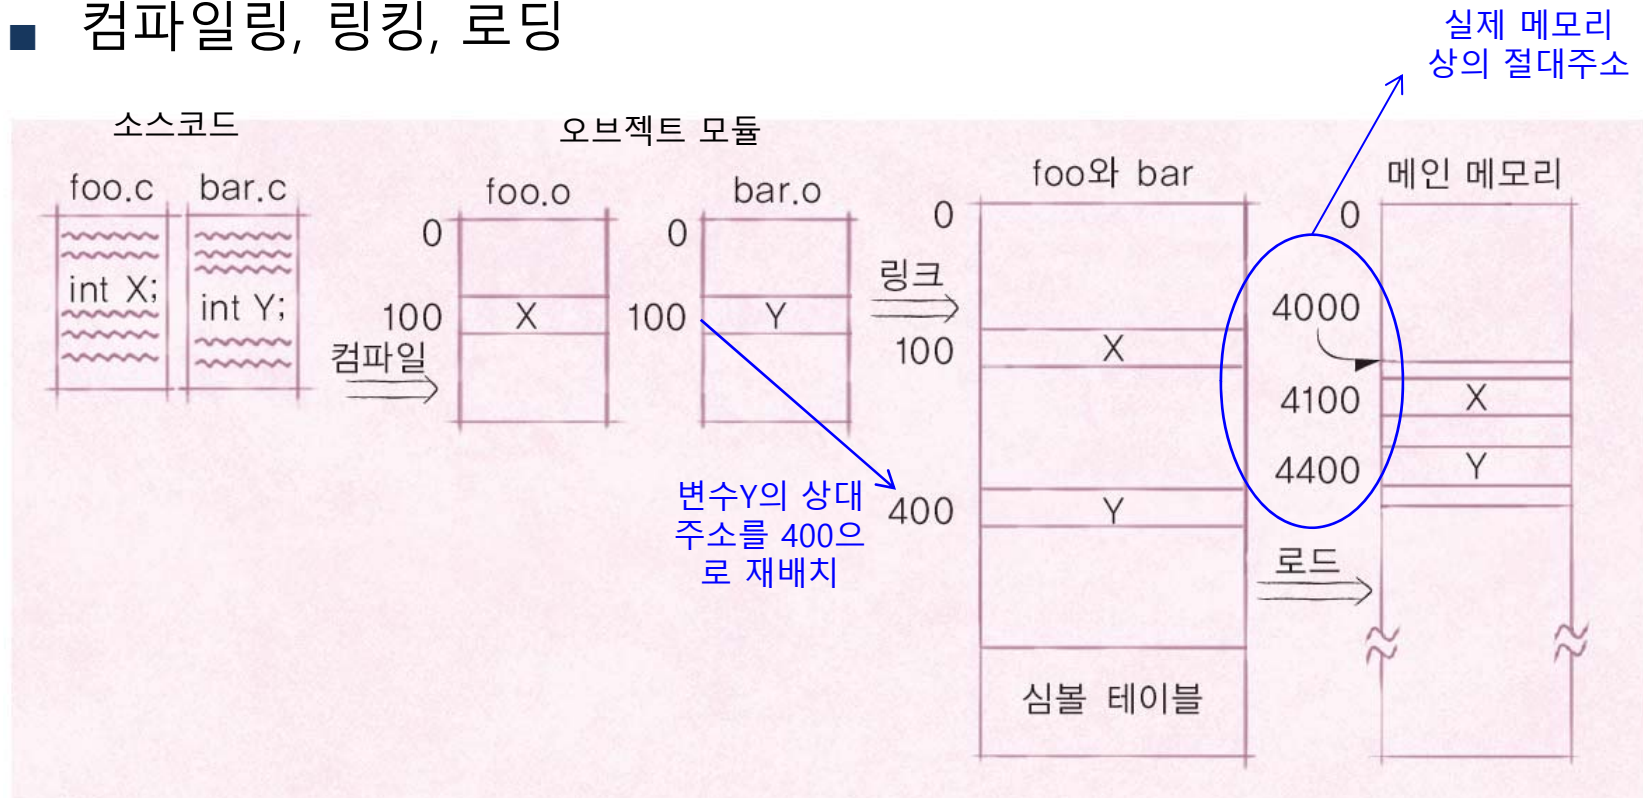 컴파일링, 링킹, 로딩
실제 메모리
상의 절대주소
소스코드
오브젝트 모듈
foo.c
bar.c
foo.o
bar.o
foo와 bar
메인 메모리
int X;
int Y;
0
100
X
0
100
Y
컴파일
링크
0
100
X
400
Y
심볼 테이블
변수Y의 상대
주소를 400으
로 재배치
로드
0
4000
4100
X
4400
Y